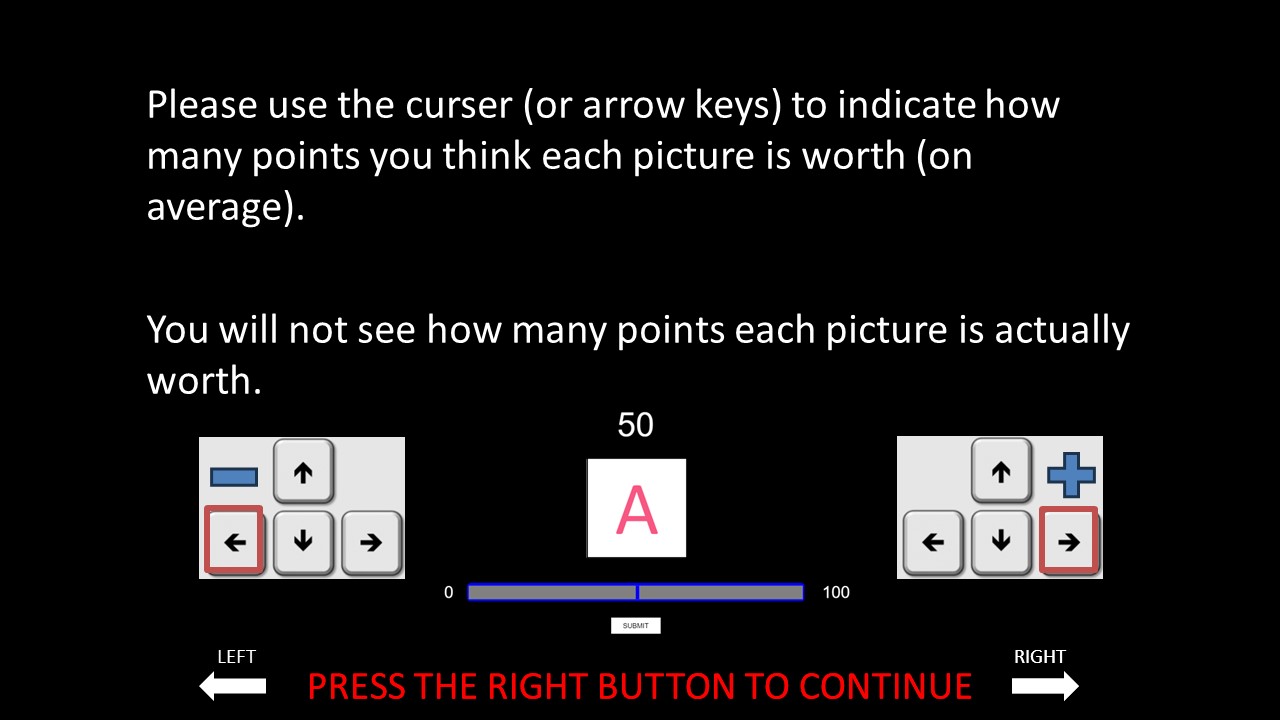 Please use the curser (or arrow keys) to indicate how
many points you think each picture is worth (on
average).
You will not see how many points each picture is actually
worth.
50
A
0
100
SUBMIT
LEFT
RIGHT
PRESS THE RIGHT BUTTON TO CONTINUE